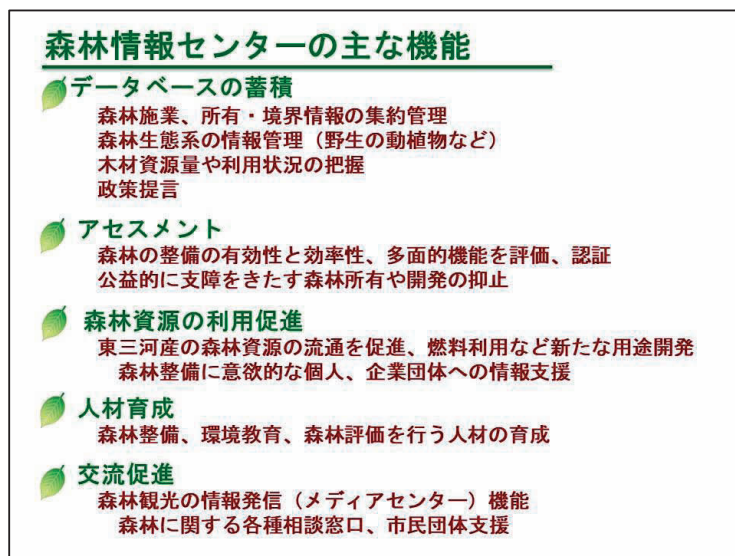 森林情報センターの主な機能
データベースの蓄積
森林施業、所有・境界情報の集約管理
森林生態系の情報管理（野生の動植物など）
木材資源量や利用状況の把握
政策提言
アセスメント
森林の整備の有効性と効率性、多面的機能を評価、認証
公益的に支障をきたす森林所有や開発の抑止
森林資源の利用促進
東三河産の森林資源の流通を促進、燃料利用など新たな用途開発
森林整備に意欲的な個人、企業団体への情報支援
人材育成
森林整備、環境教育、森林評価を行う人材の育成
交流促進
森林観光の情報発信（メディアセンター）機能
森林に関する各種相談窓口、市民団体支援